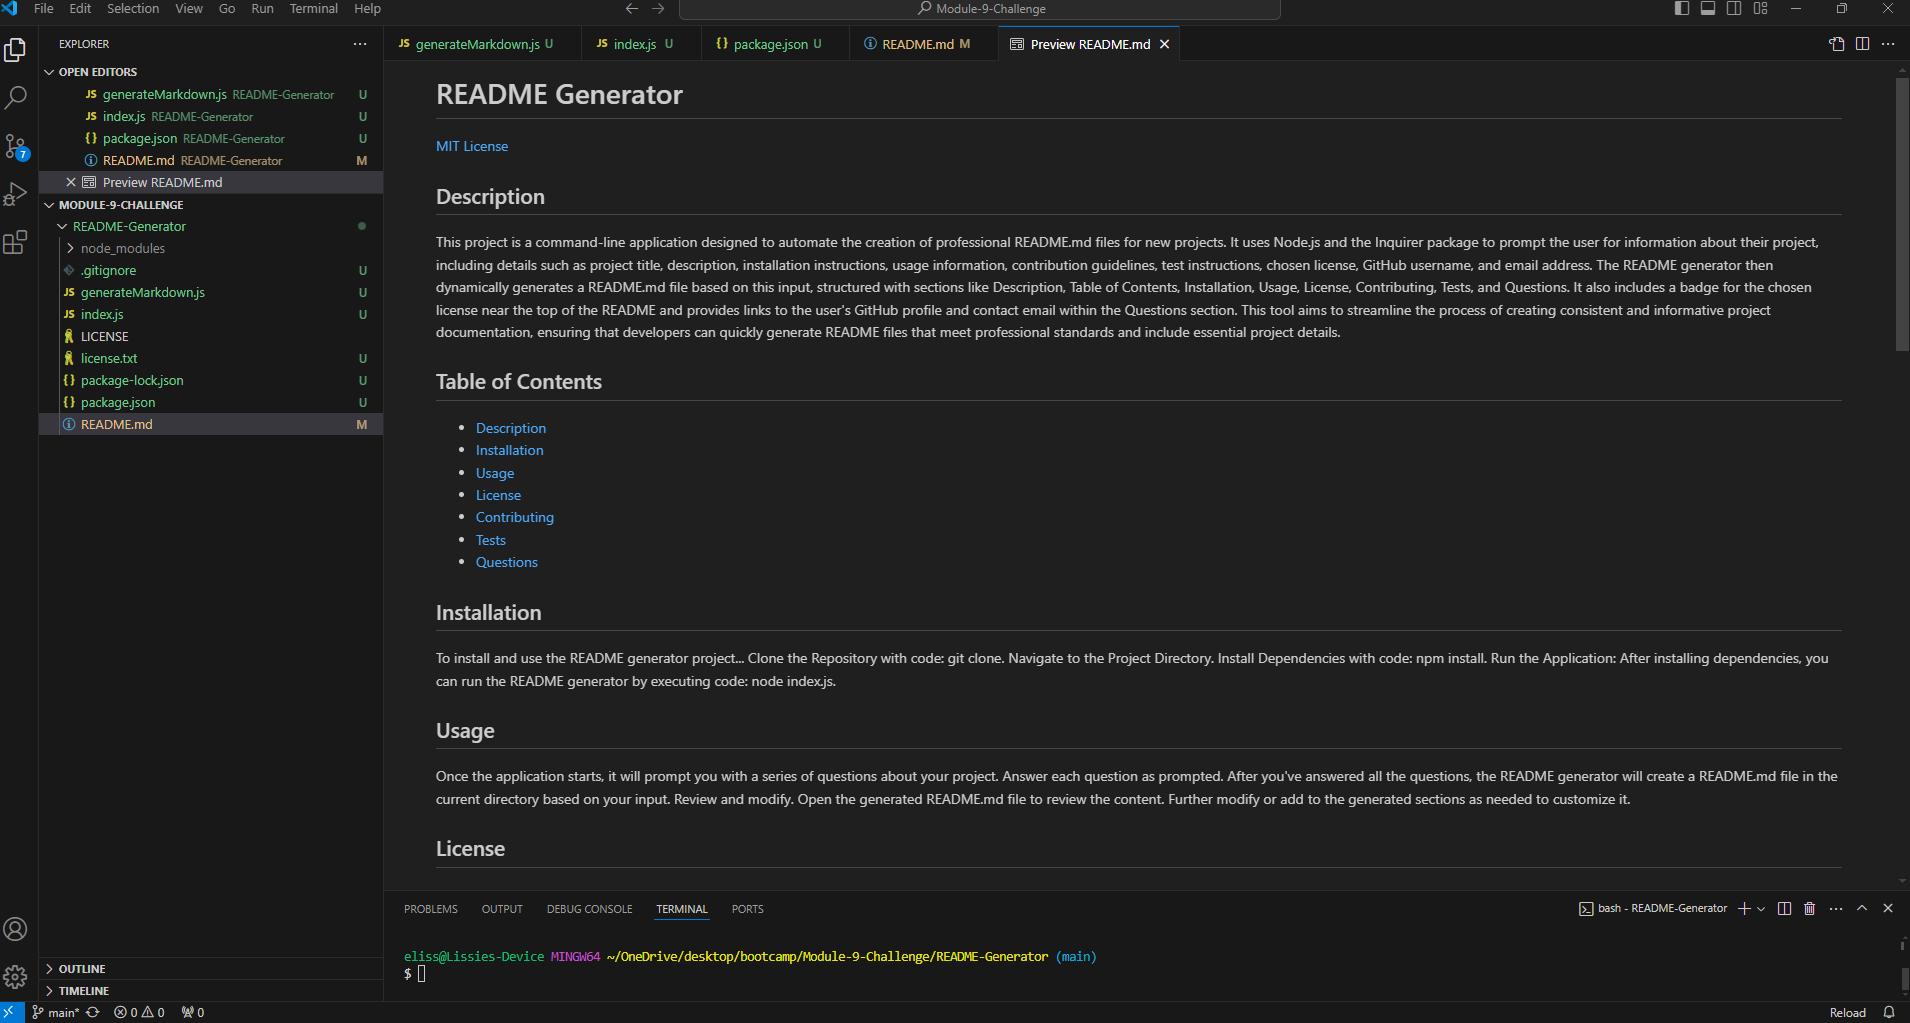 File Edit Selection View Go Run Terminal Help
Module-9-Challenge
EXPLORER
OPEN EDITORS
JS generateMarkdown.js README-Generator U
JS index.js README-Generator U
{} package.json README-Generator U
README.md README-Generator M
Preview README.md
MODULE-9-CHALLENGE
README-Generator
node_modules
.gitignore U
JS generateMarkdown.js U
JS index.js U
LICENSE
license.txt U
{} package-lock.json U
{} package.json U
README.md M
OUTLINE
TIMELINE
7
JS generateMarkdown.js U JS index.js U {} package.json U README.md M Preview README.md
README Generator
MIT License
Description
This project is a command-line application designed to automate the creation of professional README.md files for new projects. It uses Node.js and the Inquirer package to prompt the user for information about their project,
including details such as project title, description, installation instructions, usage information, contribution guidelines, test instructions, chosen license, GitHub username, and email address. The README generator then
dynamically generates a README.md file based on this input, structured with sections like Description, Table of Contents, Installation, Usage, License, Contributing, Tests, and Questions. It also includes a badge for the chosen
license near the top of the README and provides links to the user's GitHub profile and contact email within the Questions section. This tool aims to streamline the process of creating consistent and informative project
documentation, ensuring that developers can quickly generate README files that meet professional standards and include essential project details.
Table of Contents
• Description
• Installation
• Usage
• License
• Contributing
• Tests
• Questions
Installation
To install and use the README generator project... Clone the Repository with code: git clone. Navigate to the Project Directory. Install Dependencies with code: npm install. Run the Application: After installing dependencies, you
can run the README generator by executing code: node index.js.
Usage
Once the application starts, it will prompt you with a series of questions about your project. Answer each question as prompted. After you've answered all the questions, the README generator will create a README.md file in the
current directory based on your input. Review and modify. Open the generated README.md file to review the content. Further modify or add to the generated sections as needed to customize it.
License
PROBLEMS OUTPUT DEBUG CONSOLE TERMINAL PORTS
bash - README-Generator
eliss@Lissies-Device MINGW64 ~/OneDrive/desktop/bootcamp/Module-9-Challenge/README-Generator (main)
$
main* 0 0 0
Reload